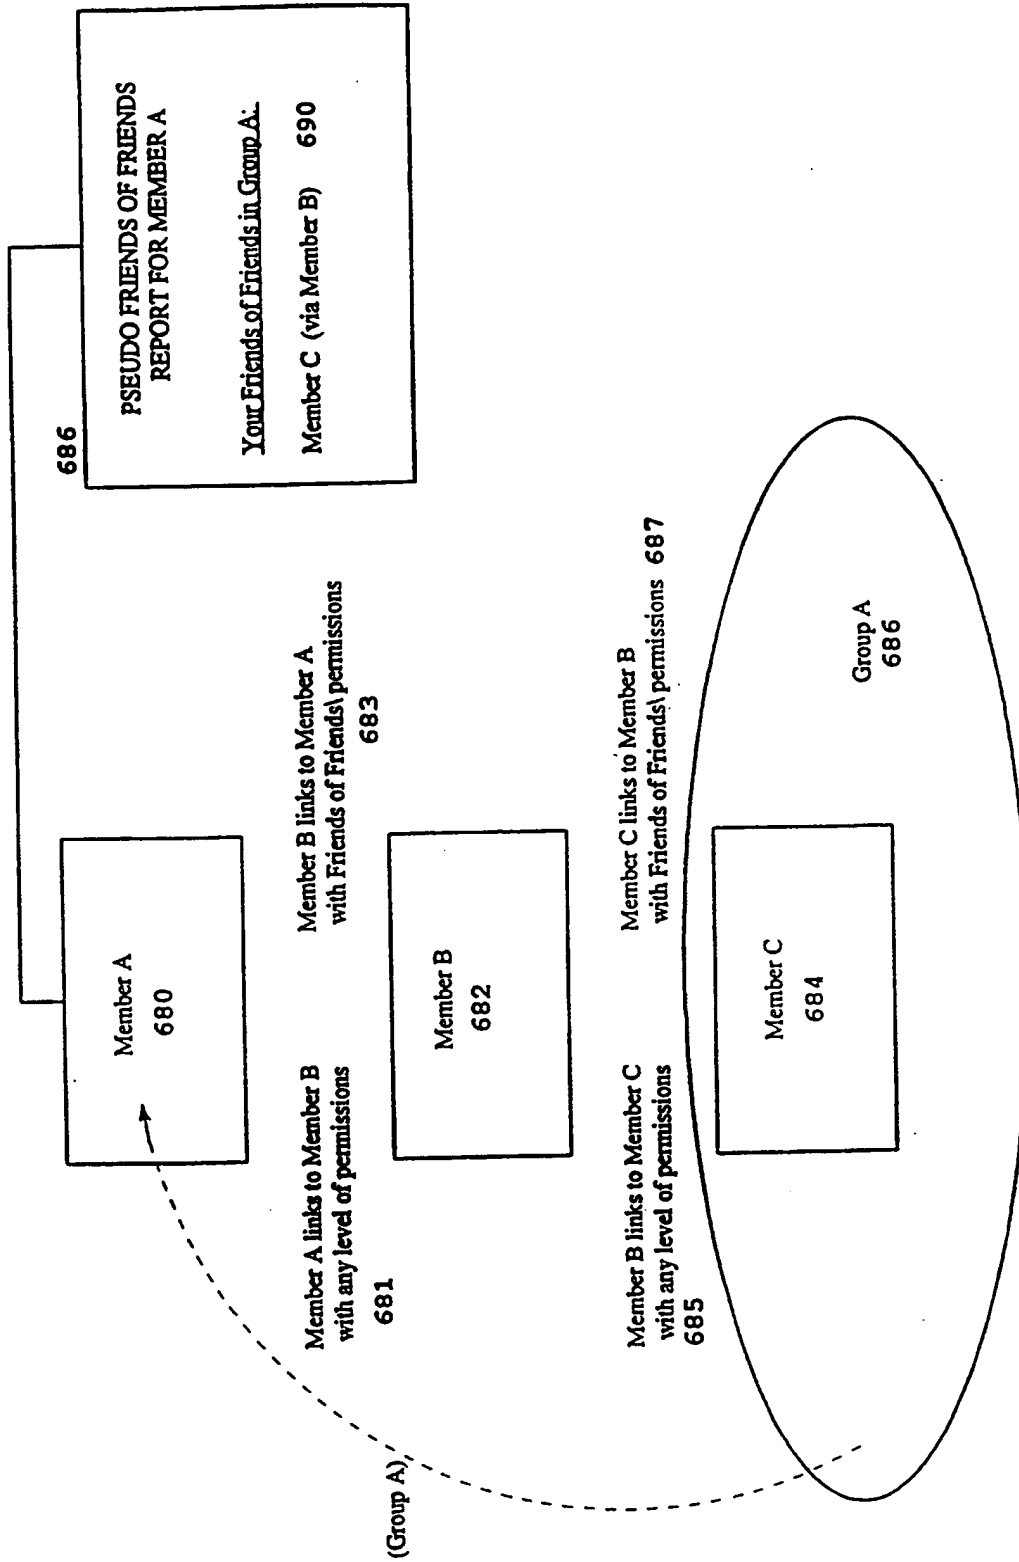 Member A
680
686
PSEUDO FRIENDS OF FRIENDS
REPORT FOR MEMBER A
Your Friends of Friends in Group A:
Member C (via Member B) 690
(Group A)
Member A links to Member B
with any level of permissions
681
Member B links to Member A
with Friends of Friends\ permissions
683
Member B
682
Member B links to Member C
with any level of permissions
685
Member C links to Member B
with Friends of Friends\ permissions 687
Member C
684
Group A
686